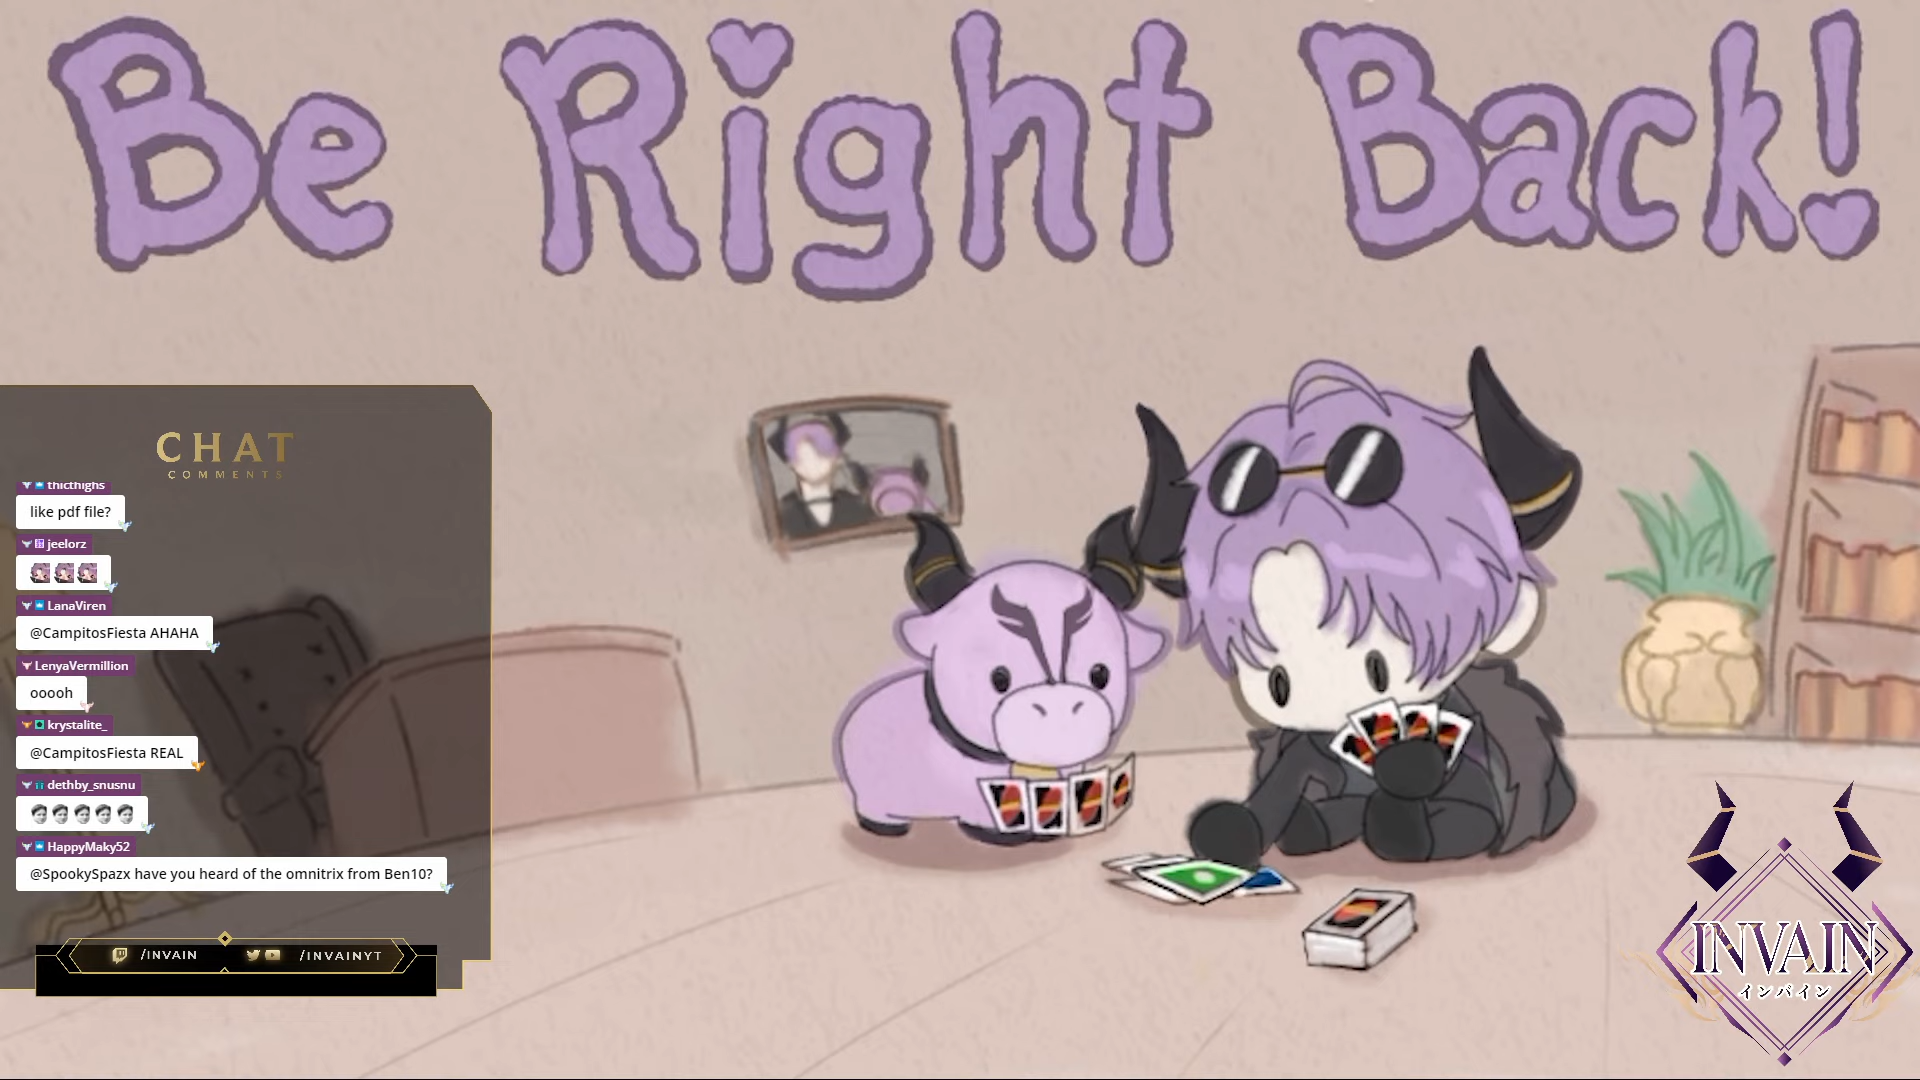 Be Right Back!
CHAT
COMMENTS
thicthighs
like pdf file?
jeelorz
LanaViren
@CampitosFiesta AHAHA
LenyaVermillion
ooooh
krystalite_
@CampitosFiesta REAL
dethby_snusnu
HappyMaky52
@SpookySpazx have you heard of the omnitrix from Ben10?
/INVAIN /INVAINYT
INVAIN
インバイン